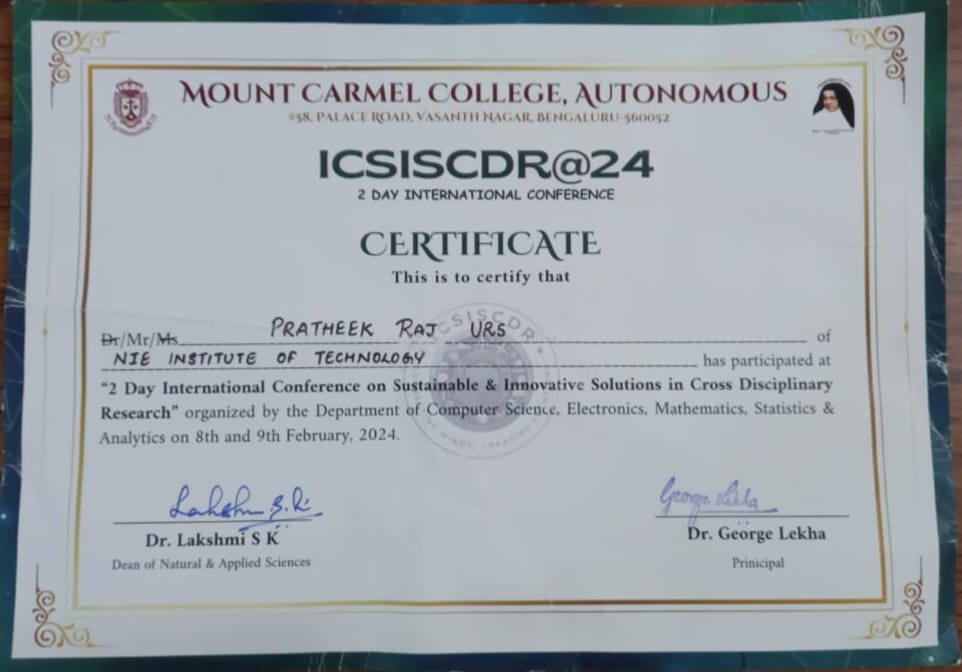 MOUNT CARMEL COLLEGE, AUTONOMOUS
#58, PALACE ROAD, VASANTH NAGAR, BENGALURU-560052
ICSISCDR@24
2 DAY INTERNATIONAL CONFERENCE
CERTIFICATE
This is to certify that
Dr/Mr/Ms PRATHEEK RAJ URS of
NIE INSTITUTE OF TECHNOLOGY has participated at
“2 Day International Conference on Sustainable & Innovative Solutions in Cross Disciplinary
Research” organized by the Department of Computer Science, Electronics, Mathematics, Statistics &
Analytics on 8th and 9th February, 2024.
ICSISCDR
Lakshmi S.K
George Lekha
Dr. Lakshmi S K
Dr. George Lekha
Dean of Natural & Applied Sciences
Prinicipal